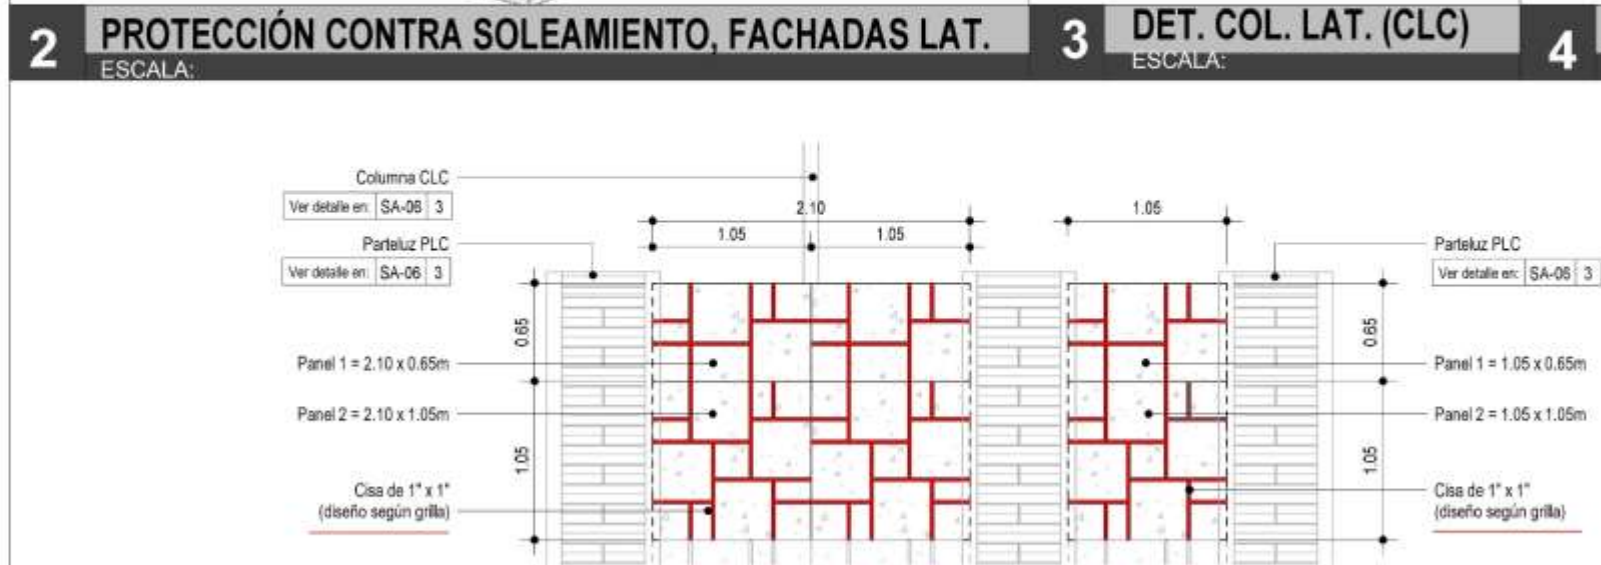 2 PROTECCIÓN CONTRA SOLEAMIENTO, FACHADAS LAT.
ESCALA:
3 DET. COL. LAT. (CLC)
ESCALA:
4
Columna CLC
Ver detalle en: SA-06 3
Parteluz PLC
Ver detalle en: SA-06 3
2.10
1.05 1.05
1.05
Parteluz PLC
Ver detalle en: SA-06 3
0.65
0.65
Panel 1 = 2.10 x 0.65m
Panel 1 = 1.05 x 0.65m
Panel 2 = 2.10 x 1.05m
Panel 2 = 1.05 x 1.05m
1.05
1.05
Cisa de 1" x 1"
(diseño según grilla)
Cisa de 1" x 1"
(diseño según grilla)